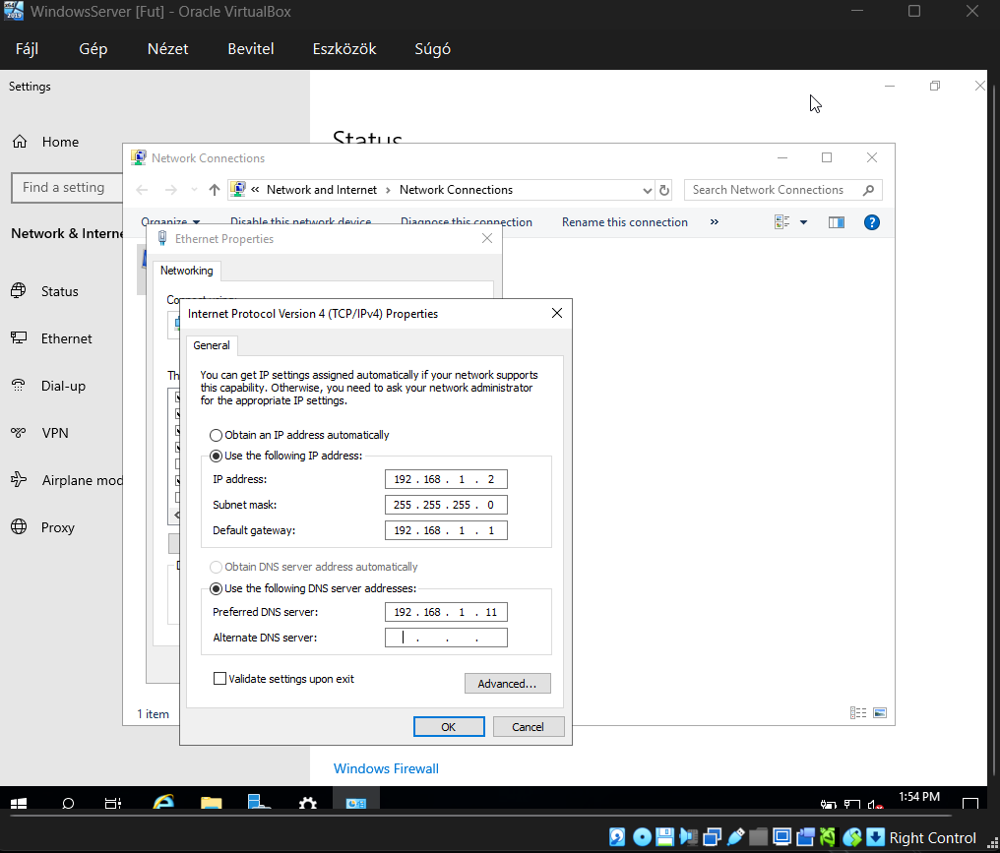 WindowsServer [Fut] - Oracle VirtualBox
Fájl Gép Nézet Bevitel Eszközök Súgó
Settings
Home
Find a setting
Network & Interne
Status
Ethernet
Dial-up
VPN
Airplane mod
Proxy
Status
Network Connections
« Network and Internet › Network Connections
Search Network Connections
Organize Disable this network device Diagnose this connection Rename this connection »
Ethernet Properties
Networking
Connect using:
Th
Internet Protocol Version 4 (TCP/IPv4) Properties
General
You can get IP settings assigned automatically if your network supports
this capability. Otherwise, you need to ask your network administrator
for the appropriate IP settings.
Obtain an IP address automatically
Use the following IP address:
IP address: 192 . 168 . 1 . 2
Subnet mask: 255 . 255 . 255 . 0
Default gateway: 192 . 168 . 1 . 1
Obtain DNS server address automatically
Use the following DNS server addresses:
Preferred DNS server: 192 . 168 . 1 . 11
Alternate DNS server: . . .
Validate settings upon exit
Advanced...
OK Cancel
1 item
Windows Firewall
1:54 PM
Right Control